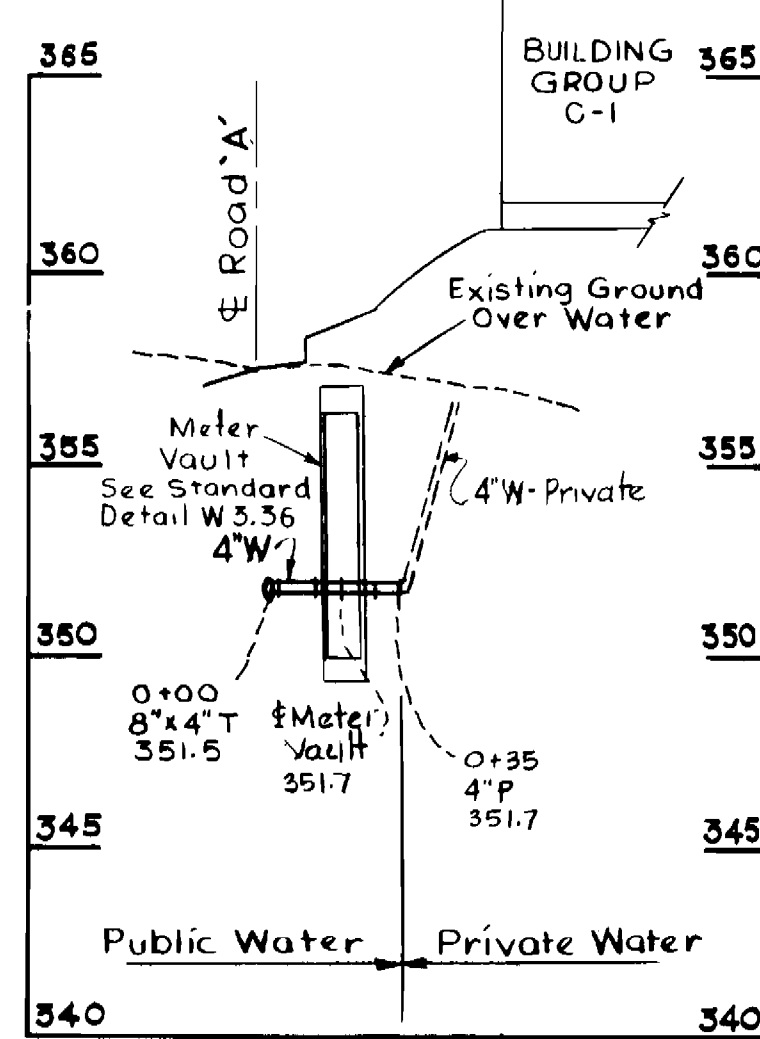 365
BUILDING
GROUP
C-1
365
℄ Road 'A'
360
360
Existing Ground
Over Water
Meter
Vault
See Standard
Detail W 3.36
4"W
355
355
4"W-Private
350
350
0+00
8"x4" T
351.5
℄ Meter
Vault
351.7
0+35
4"P
351.7
345
345
Public Water
Private Water
340
340